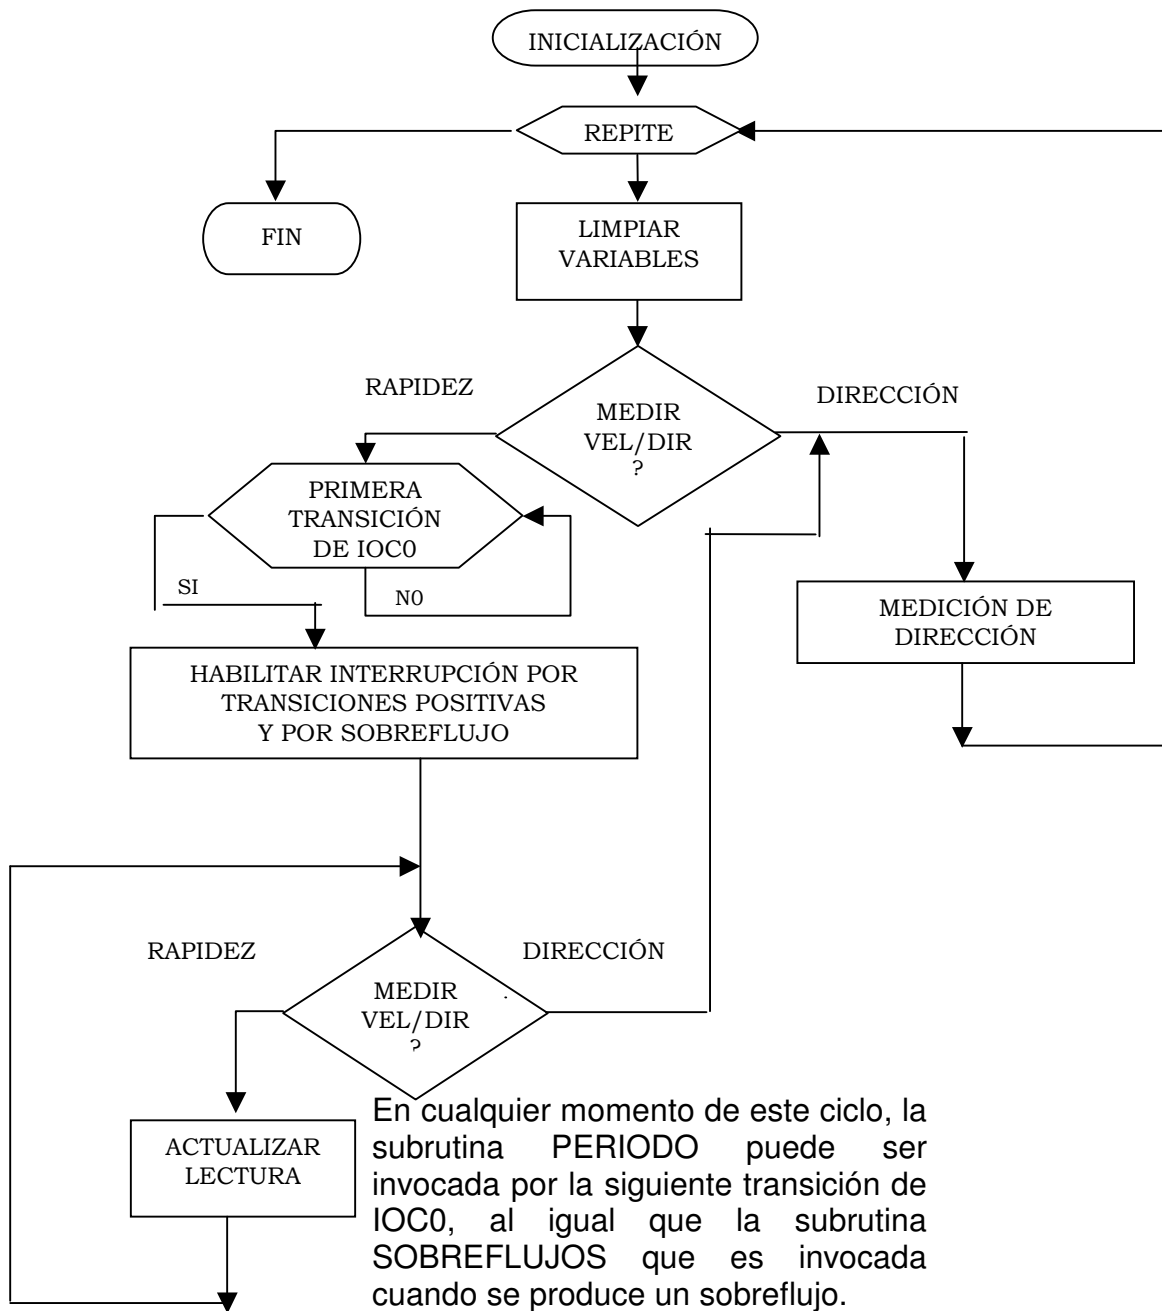 INICIALIZACIÓN
REPITE
FIN
LIMPIAR
VARIABLES
RAPIDEZ
MEDIR
VEL/DIR
?
DIRECCIÓN
PRIMERA
TRANSICIÓN
DE IOC0
SI
N0
MEDICIÓN DE
DIRECCIÓN
HABILITAR INTERRUPCIÓN POR
TRANSICIONES POSITIVAS
Y POR SOBREFLUJO
RAPIDEZ
DIRECCIÓN
MEDIR
VEL/DIR
?
ACTUALIZAR
LECTURA
En cualquier momento de este ciclo, la
subrutina PERIODO puede ser
invocada por la siguiente transición de
IOC0, al igual que la subrutina
SOBREFLUJOS que es invocada
cuando se produce un sobreflujo.